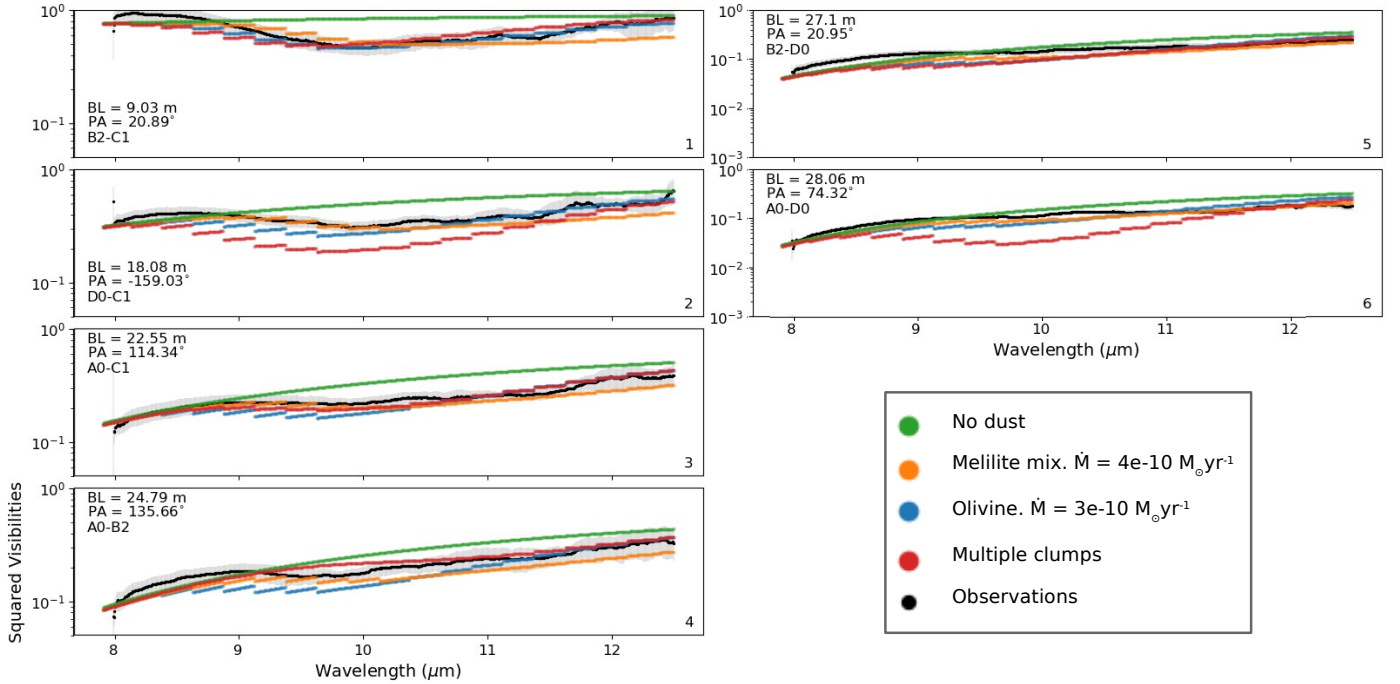 10⁰
10⁻¹
BL = 9.03 m
PA = 20.89°
B2-C1
1
10⁰
10⁻¹
BL = 18.08 m
PA = -159.03°
D0-C1
2
10⁰
10⁻¹
BL = 22.55 m
PA = 114.34°
A0-C1
3
10⁰
10⁻¹
BL = 24.79 m
PA = 135.66°
A0-B2
4
8 9 10 11 12
Wavelength (μm)
Squared Visibilities
10⁰
10⁻¹
10⁻²
10⁻³
BL = 27.1 m
PA = 20.95°
B2-D0
5
10⁰
10⁻¹
10⁻²
10⁻³
BL = 28.06 m
PA = 74.32°
A0-D0
6
8 9 10 11 12
Wavelength (μm)
No dust
Melilite mix. Ṁ = 4e-10 M☉yr⁻¹
Olivine. Ṁ = 3e-10 M☉yr⁻¹
Multiple clumps
Observations